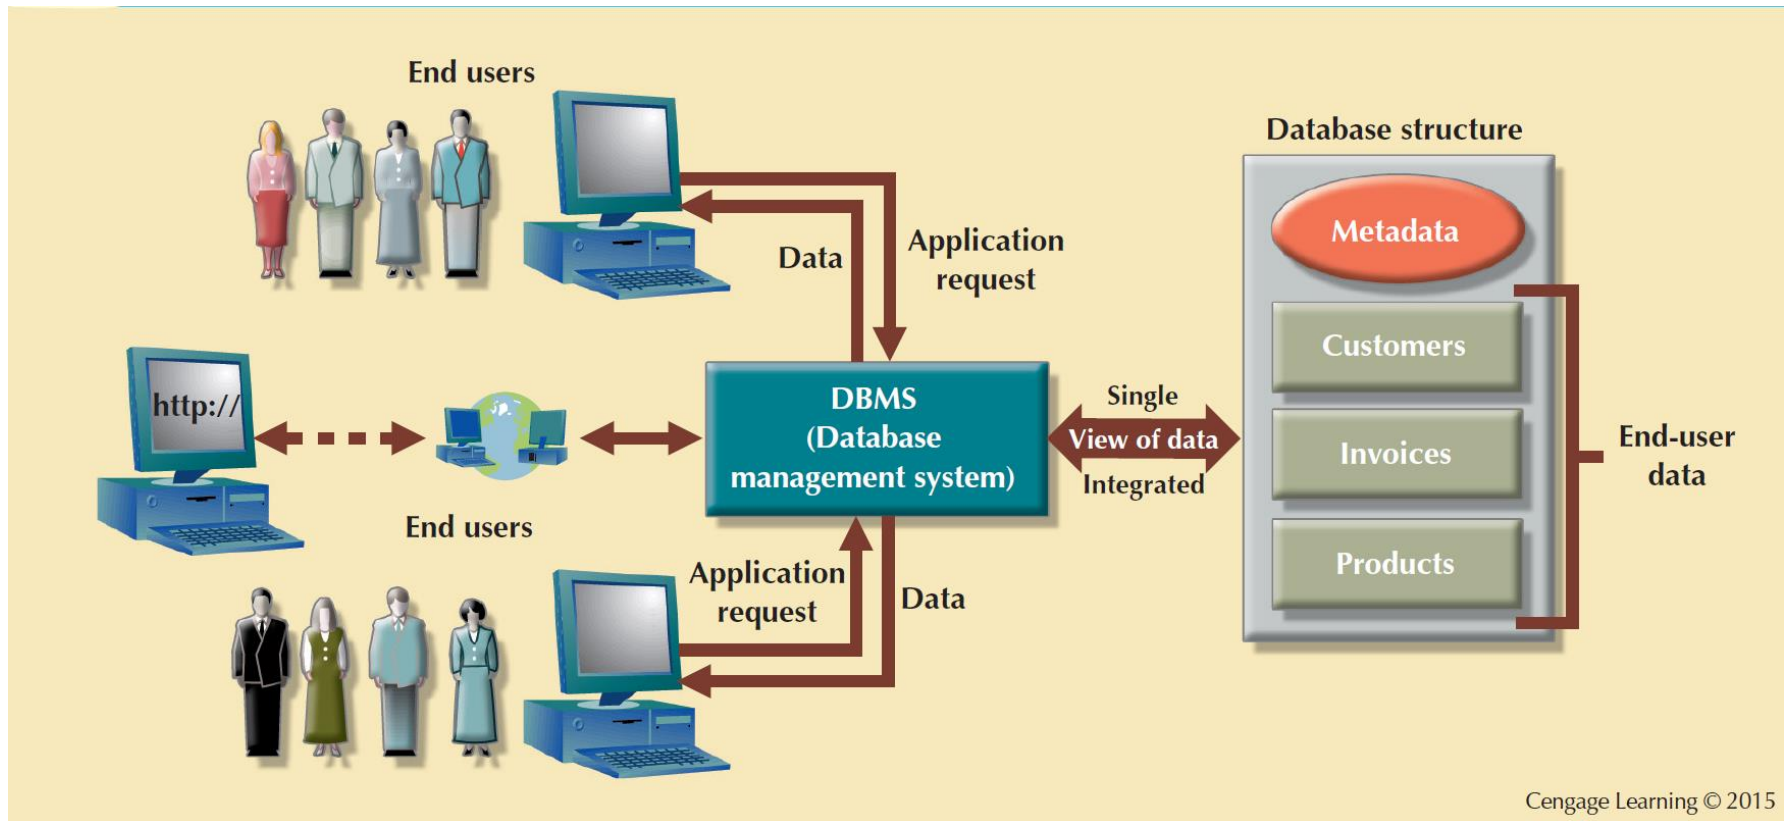 End users
Database structure
Metadata
Application
request
Data
Customers
http://
DBMS
(Database
management system)
Single
View of data
Integrated
Invoices
End-user
data
End users
Products
Application
request
Data
Cengage Learning © 2015